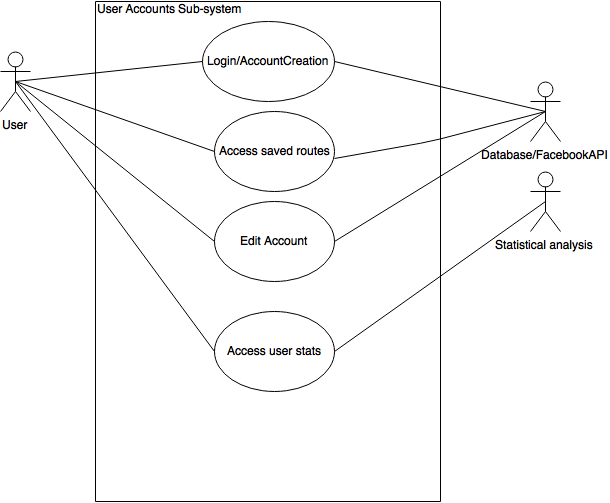 User Accounts Sub-system
Login/AccountCreation
User
Access saved routes
Database/FacebookAPI
Edit Account
Statistical analysis
Access user stats